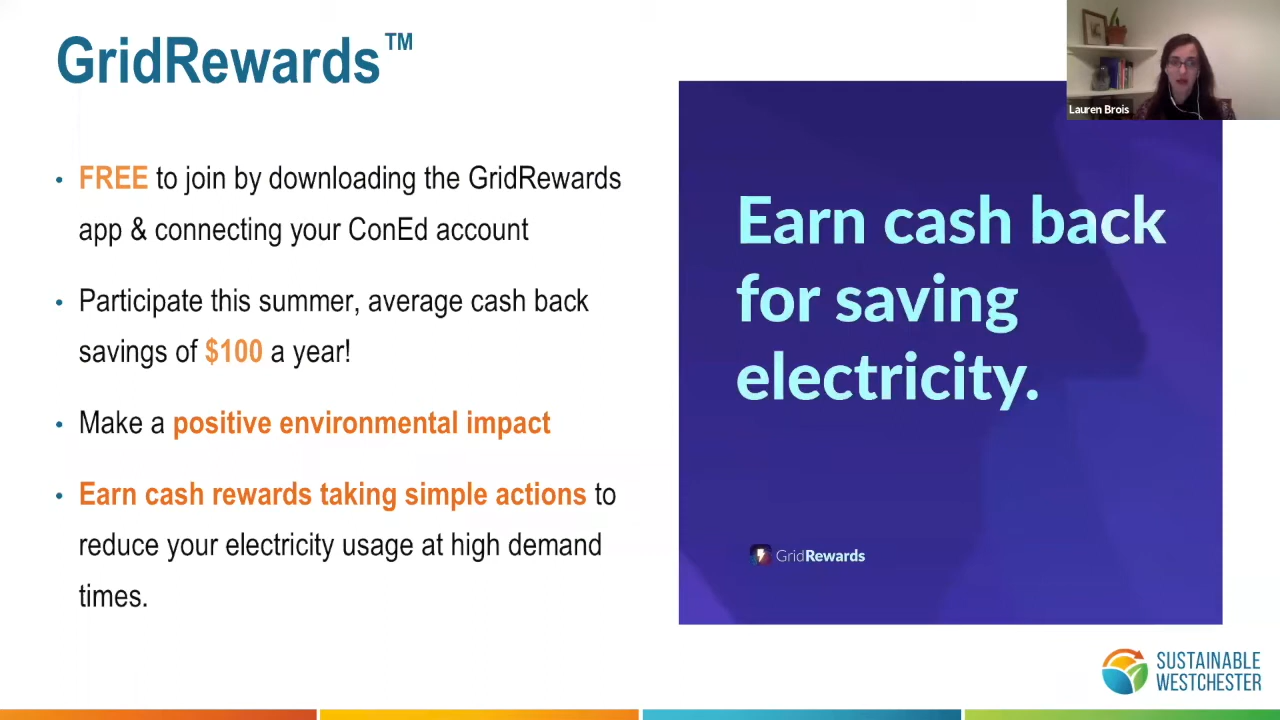 GridRewards™
• FREE to join by downloading the GridRewards
app & connecting your ConEd account
• Participate this summer, average cash back
savings of $100 a year!
• Make a positive environmental impact
• Earn cash rewards taking simple actions to
reduce your electricity usage at high demand
times.
Lauren Brois
Earn cash back
for saving
electricity.
GridRewards
SUSTAINABLE
WESTCHESTER